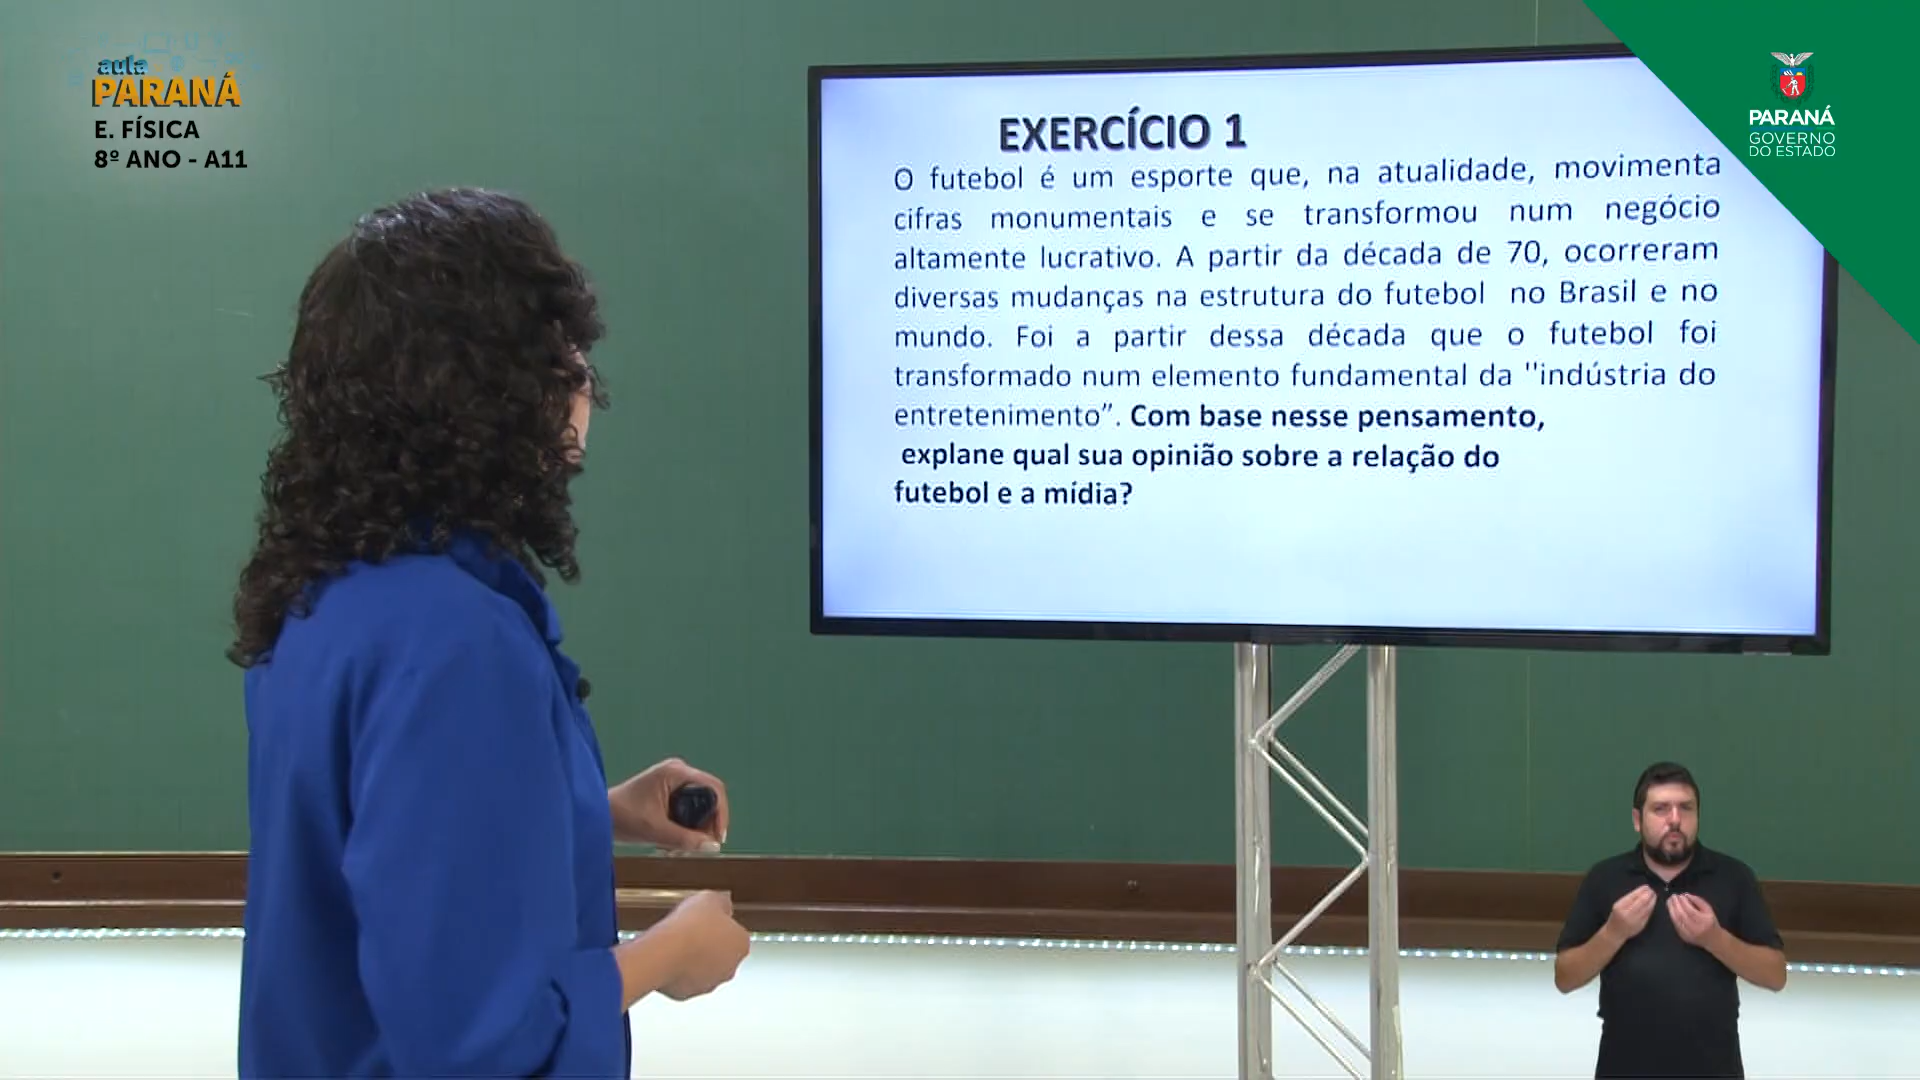 aula
PARANÁ
E. FÍSICA
8º ANO - A11
PARANÁ
GOVERNO
DO ESTADO
EXERCÍCIO 1
O futebol é um esporte que, na atualidade, movimenta
cifras monumentais e se transformou num negócio
altamente lucrativo. A partir da década de 70, ocorreram
diversas mudanças na estrutura do futebol no Brasil e no
mundo. Foi a partir dessa década que o futebol foi
transformado num elemento fundamental da "indústria do
entretenimento”. Com base nesse pensamento,
explane qual sua opinião sobre a relação do
futebol e a mídia?